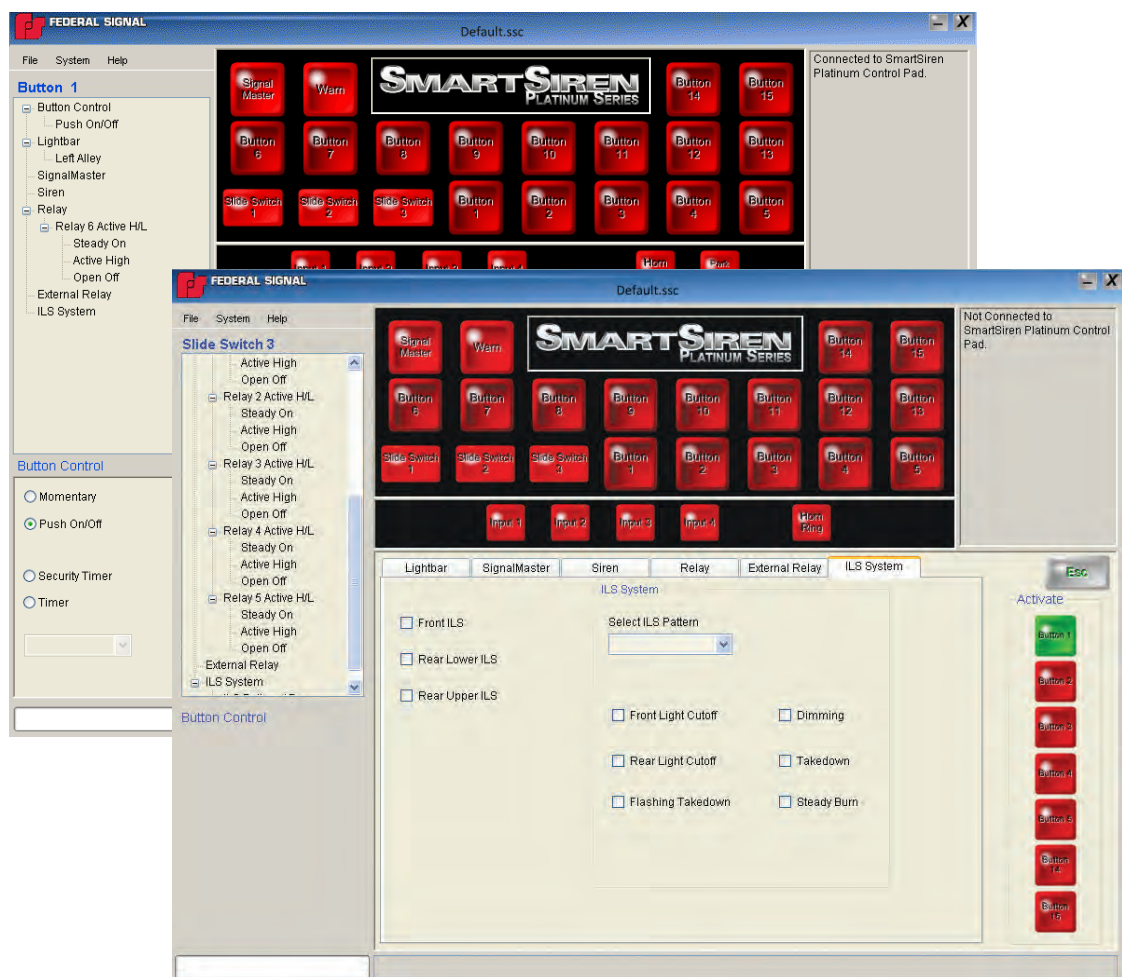 FEDERAL SIGNAL
Default.ssc
X
File System Help
Button 1
Button Control
Push On/Off
Lightbar
Left Alley
SignalMaster
Siren
Relay
Relay 6 Active H/L
Steady On
Active High
Open Off
External Relay
ILS System
Signal Master
Warn
SMARTSIREN
PLATINUM SERIES
Button 14
Button 15
Button 6
Button 7
Button 8
Button 9
Button 10
Button 11
Button 12
Button 13
Slide Switch 1
Slide Switch 2
Slide Switch 3
Button 1
Button 2
Button 3
Button 4
Button 5
Horn
Park
Connected to SmartSiren
Platinum Control Pad.
Button Control
Momentary
Push On/Off
Security Timer
Timer
FEDERAL SIGNAL
Default.ssc
X
File System Help
Slide Switch 3
Active High
Open Off
Relay 2 Active H/L
Steady On
Active High
Open Off
Relay 3 Active H/L
Steady On
Active High
Open Off
Relay 4 Active H/L
Steady On
Active High
Open Off
Relay 5 Active H/L
Steady On
Active High
Open Off
External Relay
ILS System
Button Control
Signal Master
Warn
SMARTSIREN
PLATINUM SERIES
Button 14
Button 15
Button 6
Button 7
Button 8
Button 9
Button 10
Button 11
Button 12
Button 13
Slide Switch 1
Slide Switch 2
Slide Switch 3
Button 1
Button 2
Button 3
Button 4
Button 5
Input 1
Input 2
Input 3
Input 4
Horn Ring
Not Connected to
SmartSiren Platinum Control
Pad.
Lightbar SignalMaster Siren Relay External Relay ILS System
ILS System
Front ILS
Rear Lower ILS
Rear Upper ILS
Select ILS Pattern
Front Light Cutoff
Dimming
Rear Light Cutoff
Takedown
Flashing Takedown
Steady Burn
Esc
Activate
Button 1
Button 2
Button 3
Button 4
Button 5
Button 14
Button 15